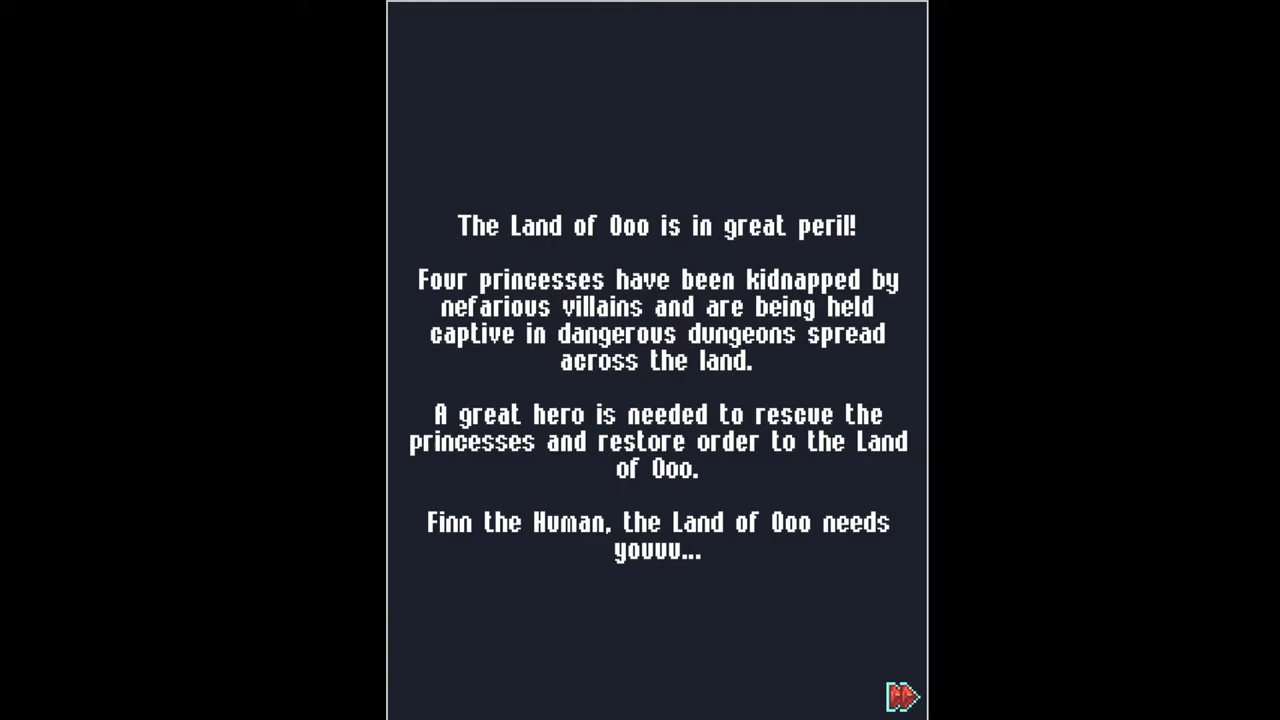 The Land of Ooo is in great peril!
Four princesses have been kidnapped by
nefarious villains and are being held
captive in dangerous dungeons spread
across the land.
A great hero is needed to rescue the
princesses and restore order to the Land
of Ooo.
Finn the Human, the Land of Ooo needs
youuu...